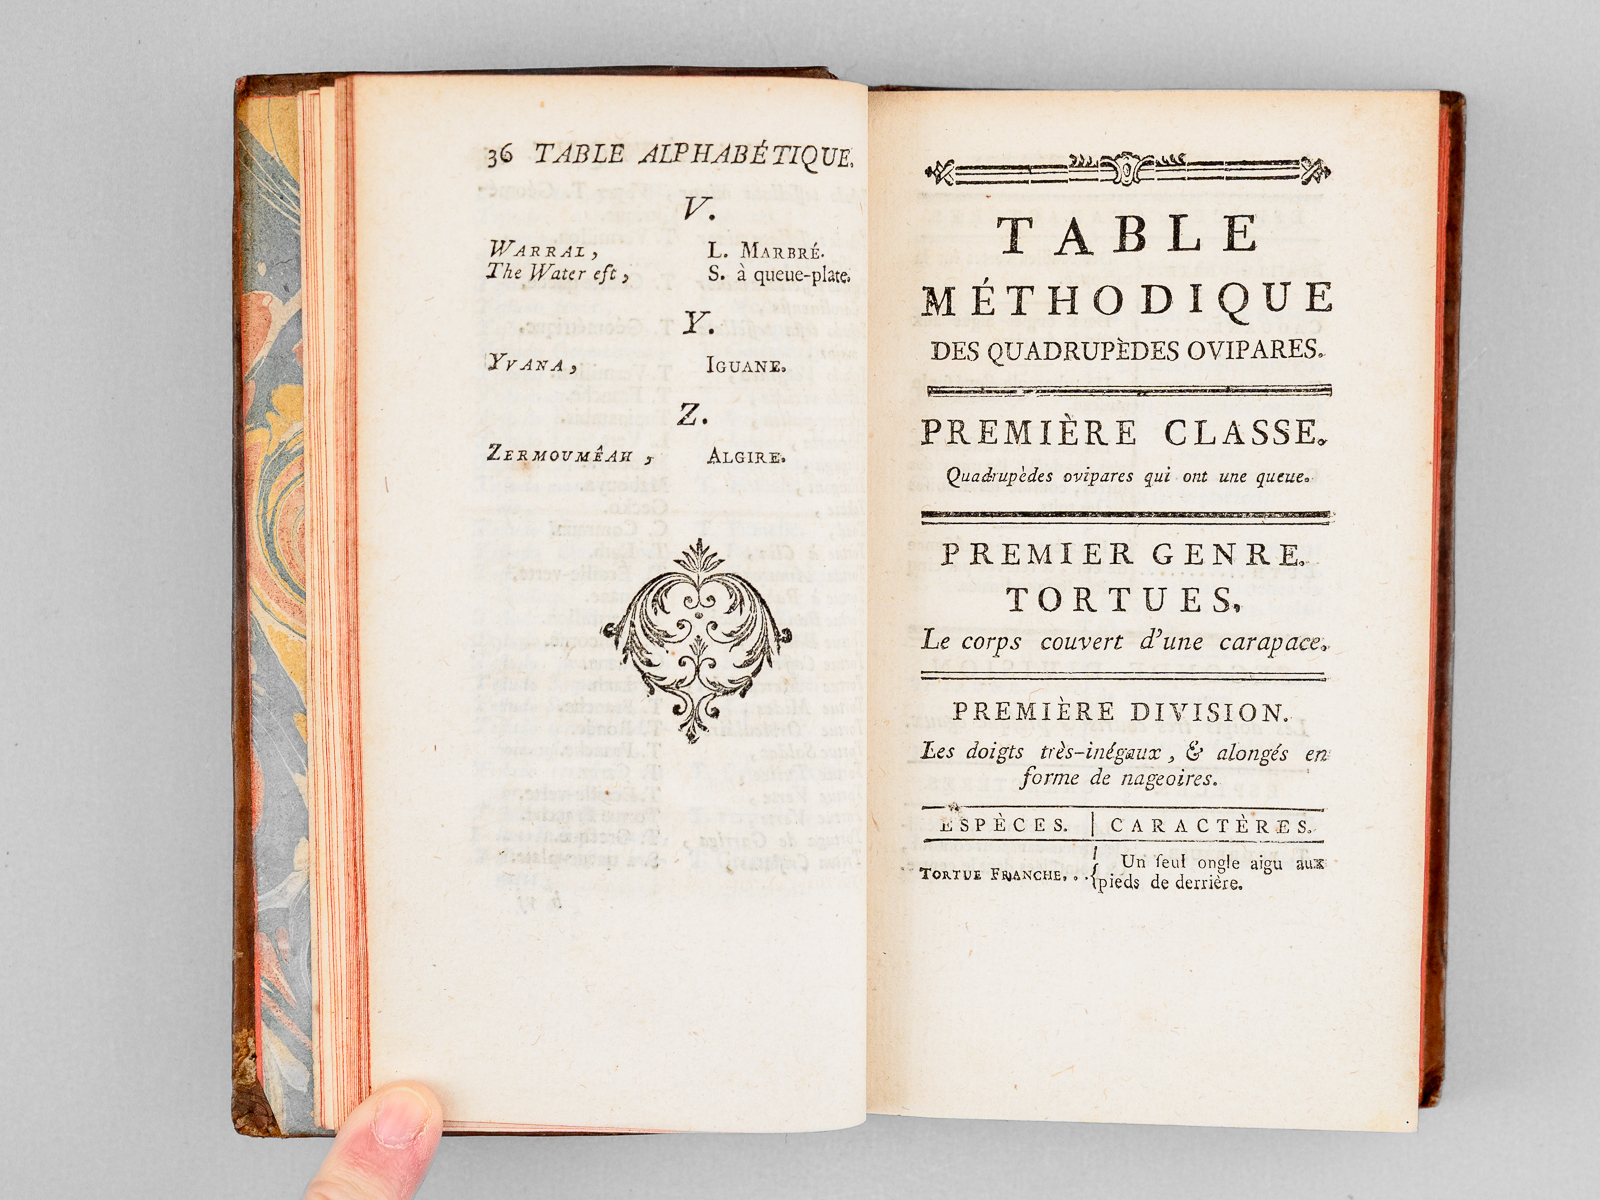 36 TABLE ALPHABÉTIQUE.
V.
WARRAL, L. MARBRÉ.
The Water eft, S. à queue-plate.
Y.
YVANA, IGUANE.
Z.
ZERMOUMÊAH, ALGIRE.
TABLE
MÉTHODIQUE
DES QUADRUPÈDES OVIPARES.
PREMIÈRE CLASSE.
Quadrupèdes ovipares qui ont une queue.
PREMIER GENRE.
TORTUES,
Le corps couvert d'une carapace.
PREMIÈRE DIVISION.
Les doigts très-inégaux, & alongés en
forme de nageoires.
ESPÈCES. | CARACTÈRES.
TORTUE FRANCHE... { Un seul ongle aigu aux
pieds de derrière.